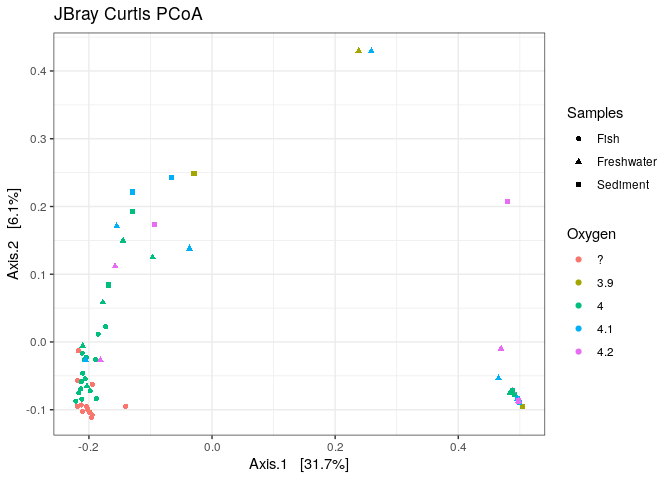 JBray Curtis PCoA
0.4
0.3
0.2
0.1
0.0
-0.1
Axis.2 [6.1%]
-0.2
0.0
0.2
0.4
Axis.1 [31.7%]
Samples
Fish
Freshwater
Sediment
Oxygen
?
3.9
4
4.1
4.2